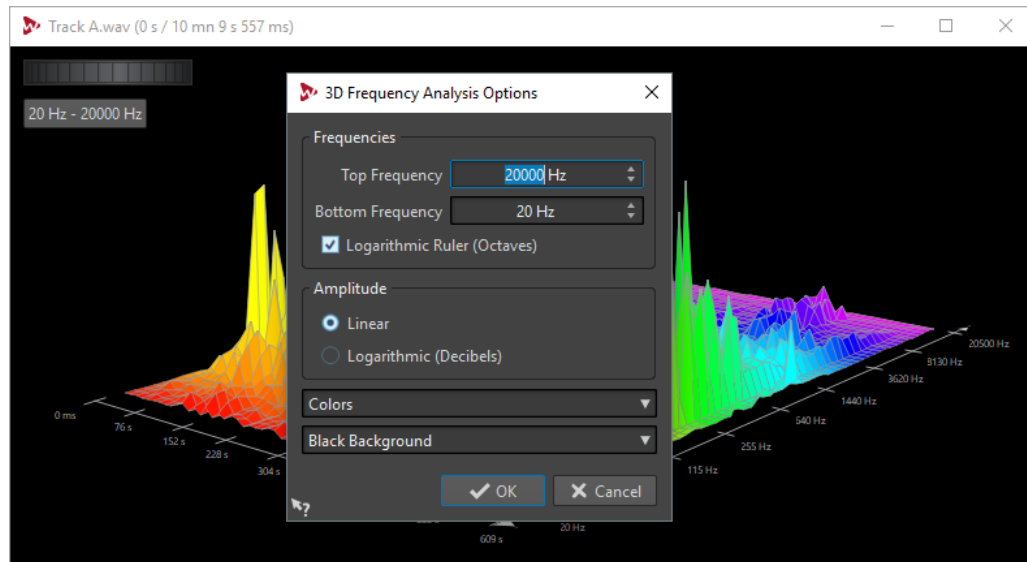 Track A.wav (0 s / 10 mn 9 s 557 ms)
20 Hz - 20000 Hz
3D Frequency Analysis Options
Frequencies
Top Frequency 20000 Hz
Bottom Frequency 20 Hz
Logarithmic Ruler (Octaves)
Amplitude
Linear
Logarithmic (Decibels)
Colors
Black Background
OK Cancel
0 ms
76 s
152 s
228 s
304 s
609 s
20 Hz
115 Hz
255 Hz
640 Hz
1440 Hz
3620 Hz
8130 Hz
20500 Hz